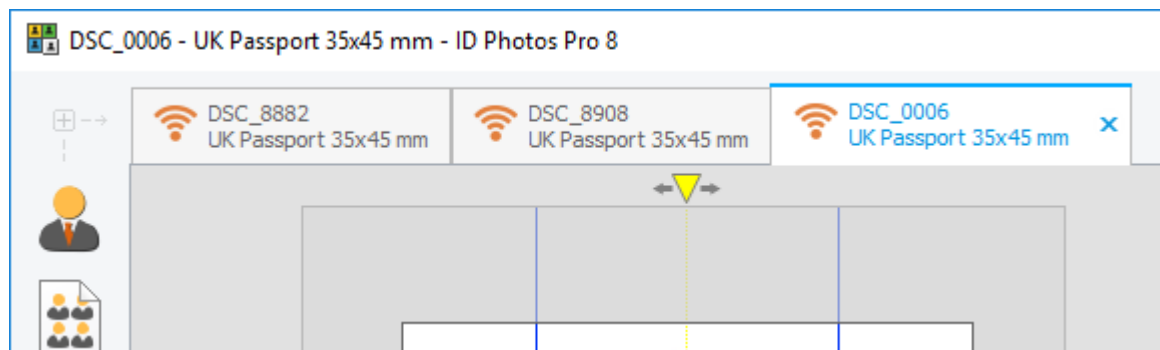 DSC_0006 - UK Passport 35x45 mm - ID Photos Pro 8
DSC_8882
UK Passport 35x45 mm
DSC_8908
UK Passport 35x45 mm
DSC_0006
UK Passport 35x45 mm